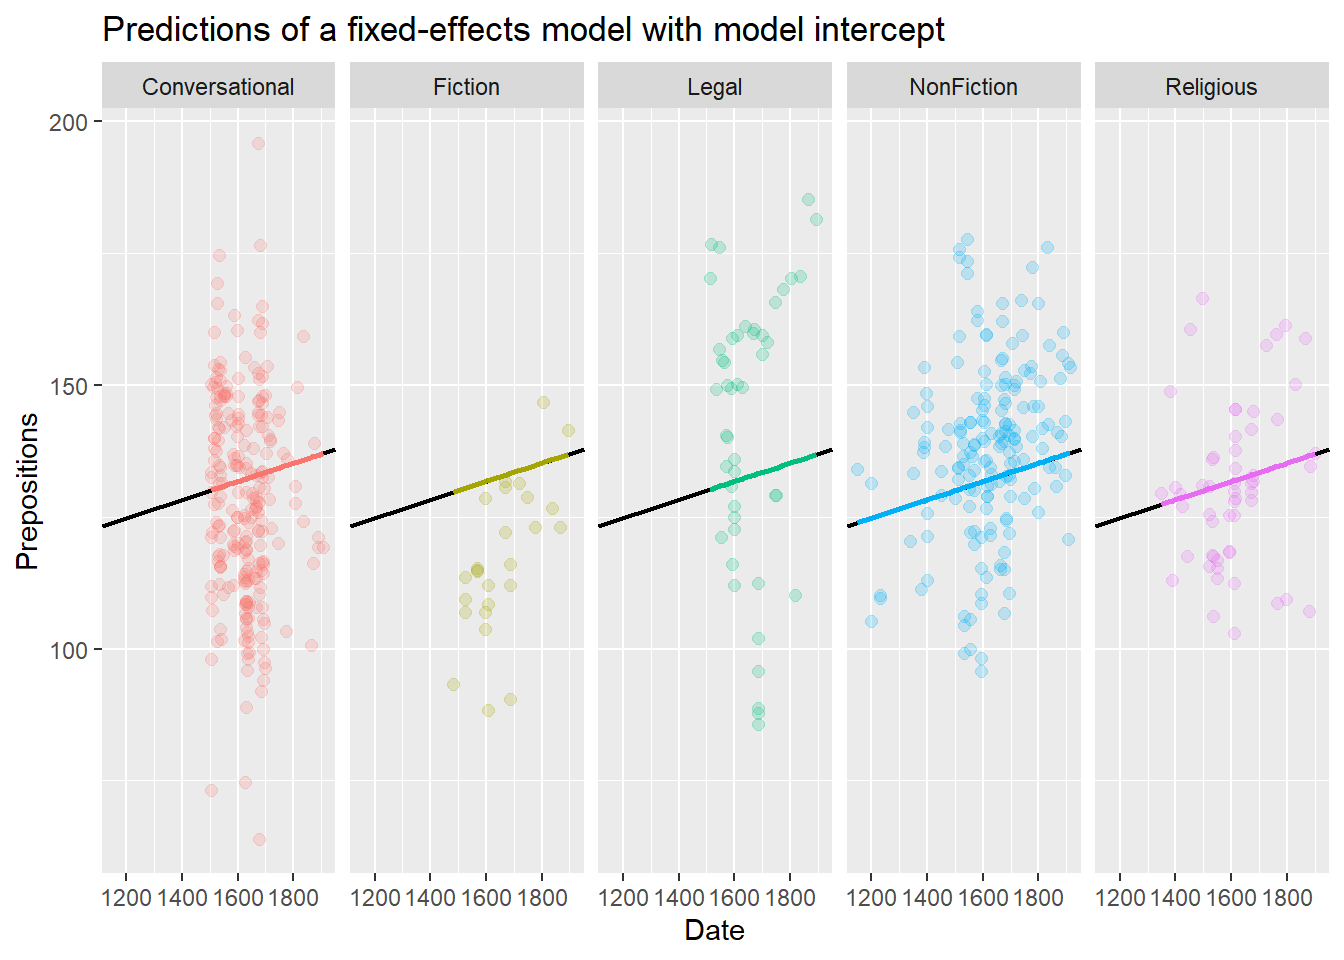 Predictions of a fixed-effects model with model intercept
Conversational Fiction Legal NonFiction Religious
200
150
100
Prepositions
1200 1400 1600 1800 1200 1400 1600 1800 1200 1400 1600 1800 1200 1400 1600 1800 1200 1400 1600 1800
Date